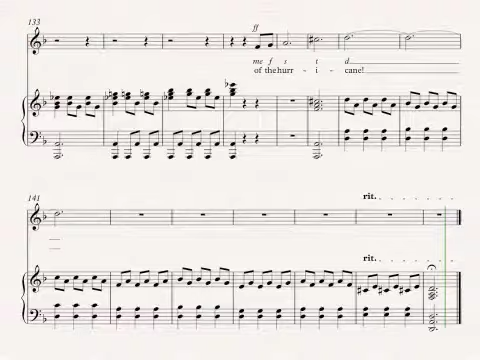 133
ff
me f i t d
of the hurr - i - cane!
141
rit.
rit.